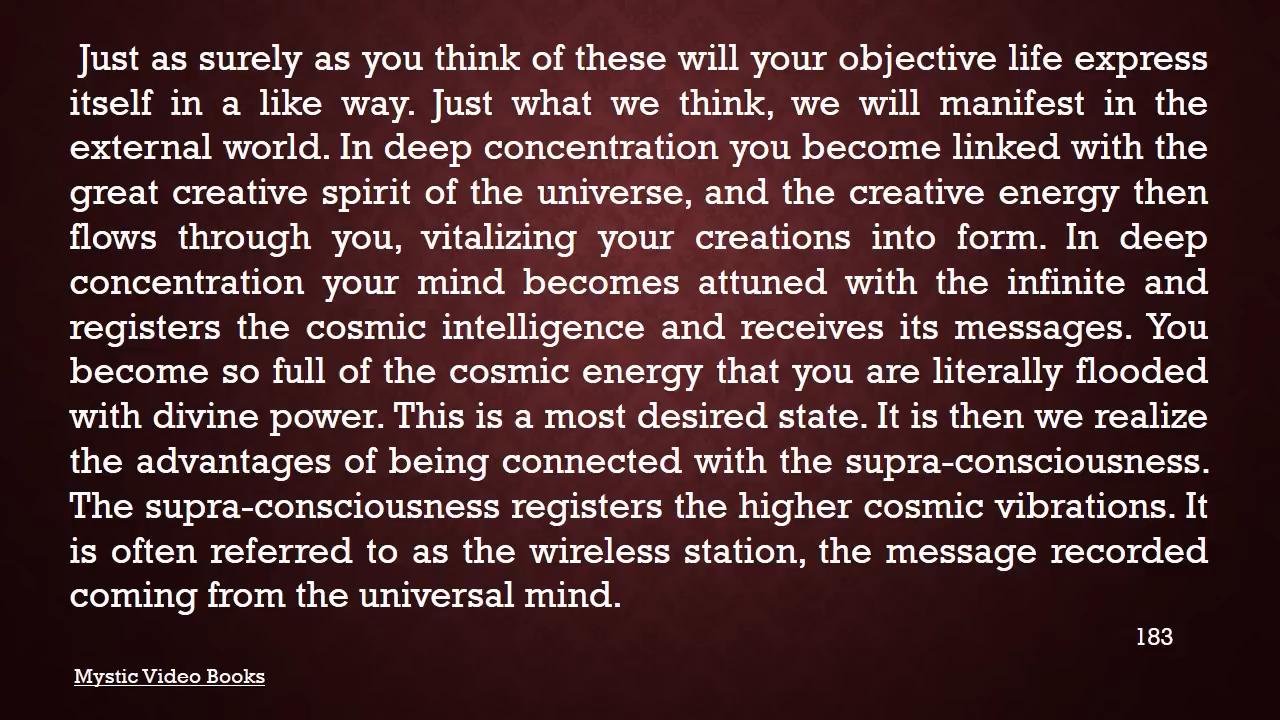 Just as surely as you think of these will your objective life express
itself in a like way. Just what we think, we will manifest in the
external world. In deep concentration you become linked with the
great creative spirit of the universe, and the creative energy then
flows through you, vitalizing your creations into form. In deep
concentration your mind becomes attuned with the infinite and
registers the cosmic intelligence and receives its messages. You
become so full of the cosmic energy that you are literally flooded
with divine power. This is a most desired state. It is then we realize
the advantages of being connected with the supra-consciousness.
The supra-consciousness registers the higher cosmic vibrations. It
is often referred to as the wireless station, the message recorded
coming from the universal mind.
183
Mystic Video Books